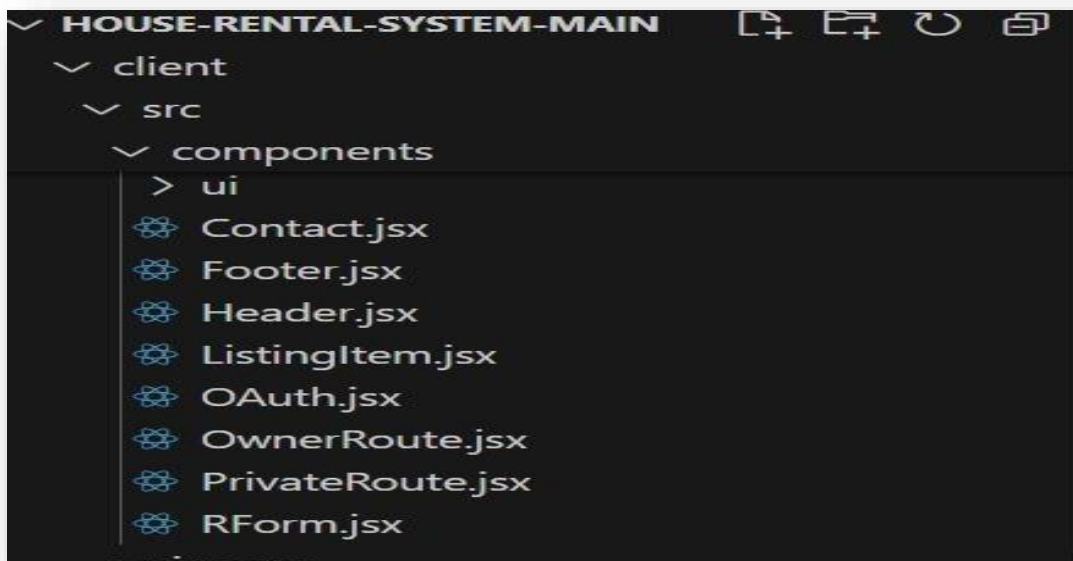 HOUSE-RENTAL-SYSTEM-MAIN
client
src
components
ui
Contact.jsx
Footer.jsx
Header.jsx
ListingItem.jsx
OAuth.jsx
OwnerRoute.jsx
PrivateRoute.jsx
RForm.jsx